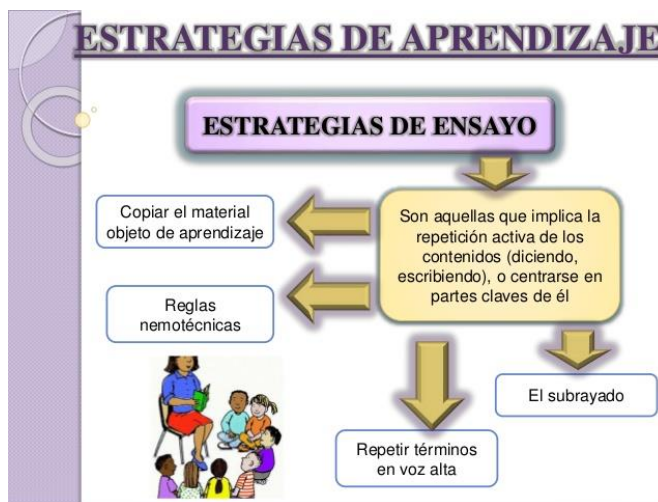 ESTRATEGIAS DE APRENDIZAJE
ESTRATEGIAS DE ENSAYO
Son aquellas que implica la
repetición activa de los
contenidos (diciendo,
escribiendo), o centrarse en
partes claves de él
Copiar el material
objeto de aprendizaje
Reglas
nemotécnicas
Repetir términos
en voz alta
El subrayado